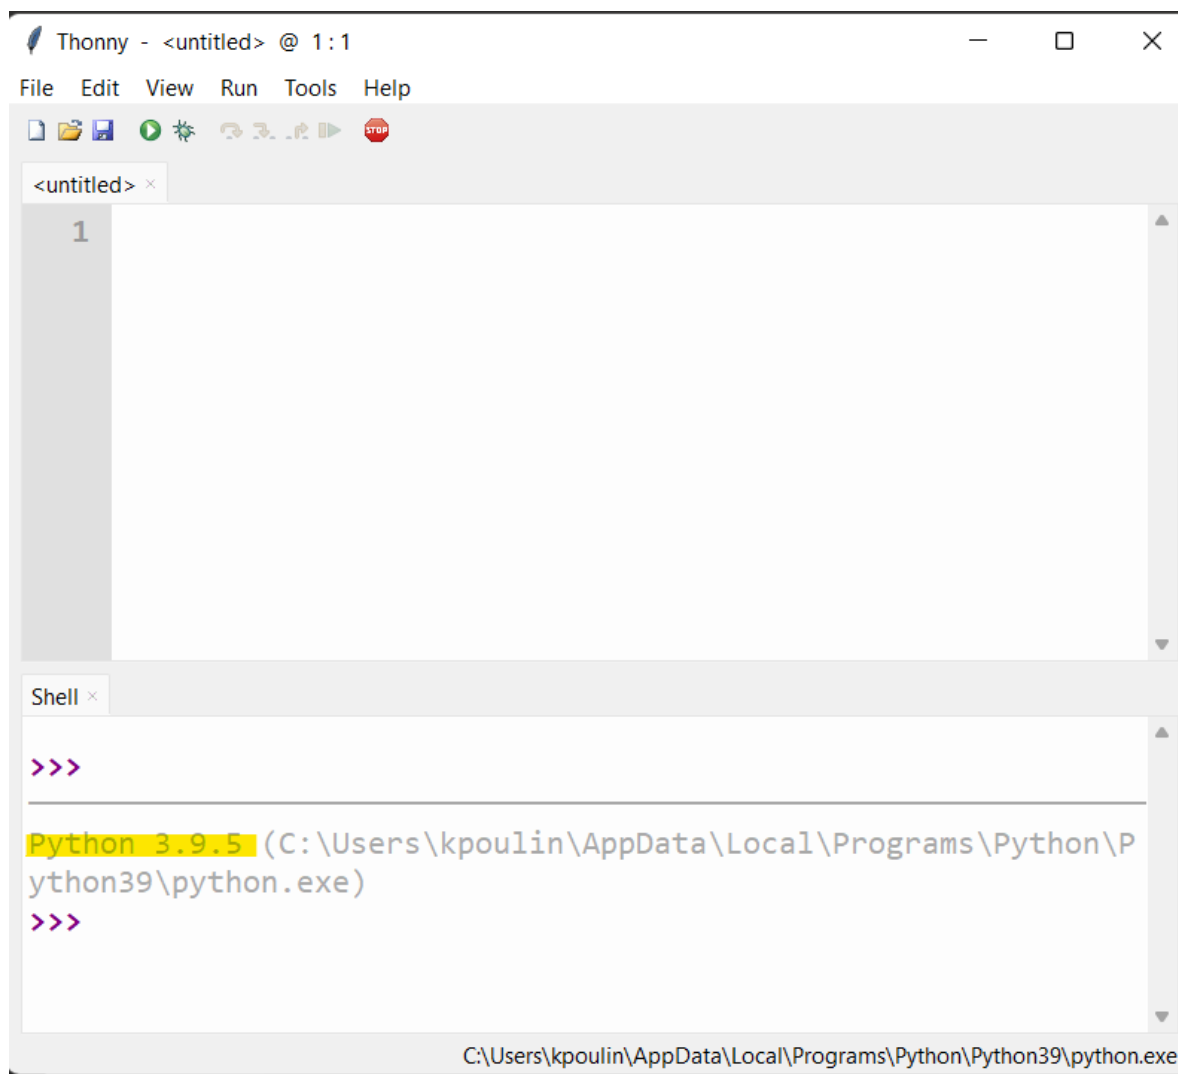 Thonny - <untitled> @ 1:1
File Edit View Run Tools Help
STOP
<untitled> ×
1
Shell ×
>>>
Python 3.9.5 (C:\Users\kpoulin\AppData\Local\Programs\Python\P
ython39\python.exe)
>>>
C:\Users\kpoulin\AppData\Local\Programs\Python\Python39\python.exe